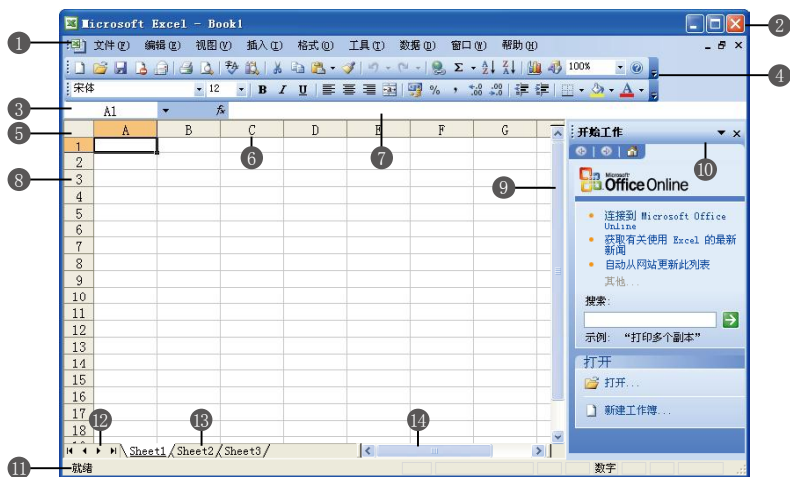 Microsoft Excel - Book1
2
1
文件(F) 编辑(E) 视图(V) 插入(I) 格式(O) 工具(T) 数据(D) 窗口(W) 帮助(H)
100%
4
宋体 12 B I U % ,
3
A1 fx
5
A B C D E F G
6
7
开始工作
10
Microsoft
Office Online
连接到 Microsoft Office
Online
获取有关使用 Excel 的最新
新闻
自动从网站更新此列表
其他...
搜索:
示例: “打印多个副本”
打开
打开...
新建工作簿...
8
9
1
2
3
4
5
6
7
8
9
10
11
12
13
14
15
16
17
18
12
13
14
Sheet1 Sheet2 Sheet3
11
就绪
数字